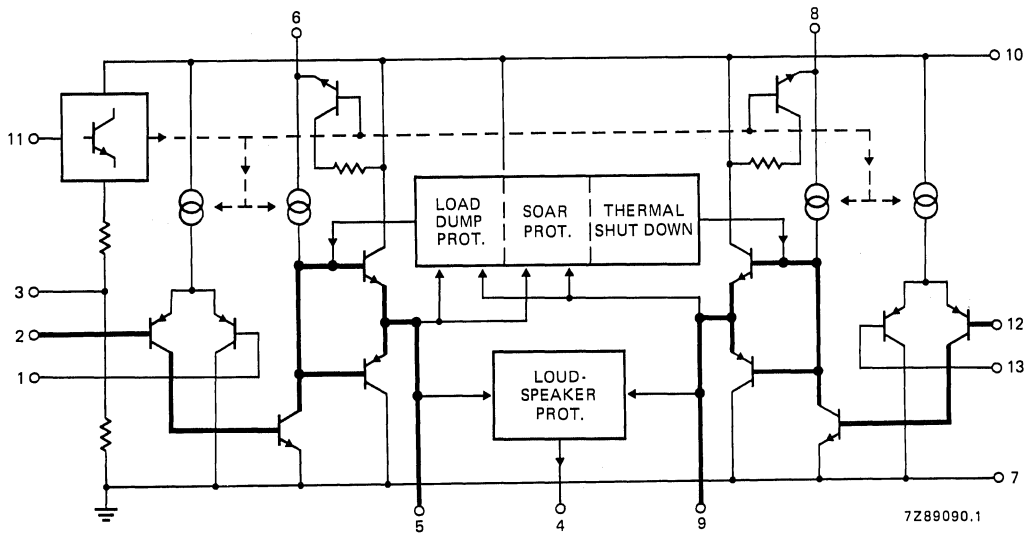 6
8
10
11
LOAD
DUMP
PROT.
SOAR
PROT.
THERMAL
SHUT DOWN
3
2
12
1
13
LOUD-
SPEAKER
PROT.
7
5
4
9
7Z89090.1